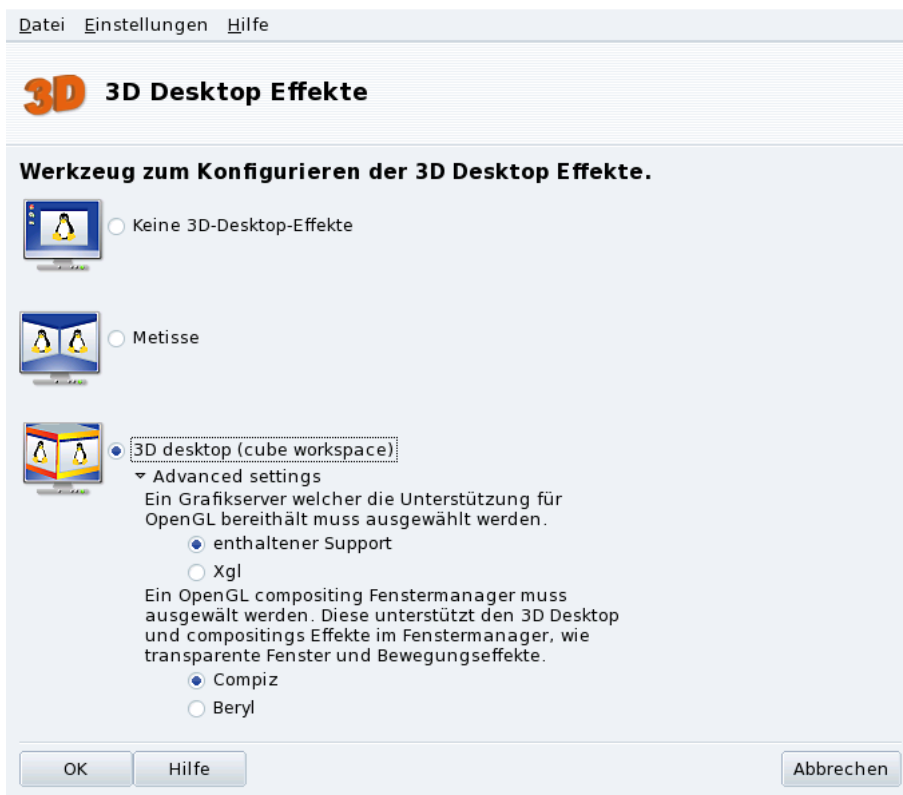 Datei Einstellungen Hilfe
3D 3D Desktop Effekte
Werkzeug zum Konfigurieren der 3D Desktop Effekte.
Keine 3D-Desktop-Effekte
Metisse
3D desktop (cube workspace)
Advanced settings
Ein Grafikserver welcher die Unterstützung für
OpenGL bereithält muss ausgewählt werden.
enthaltener Support
Xgl
Ein OpenGL compositing Fenstermanager muss
ausgewält werden. Diese unterstützt den 3D Desktop
und compositings Effekte im Fenstermanager, wie
transparente Fenster und Bewegungseffekte.
Compiz
Beryl
OK Hilfe Abbrechen